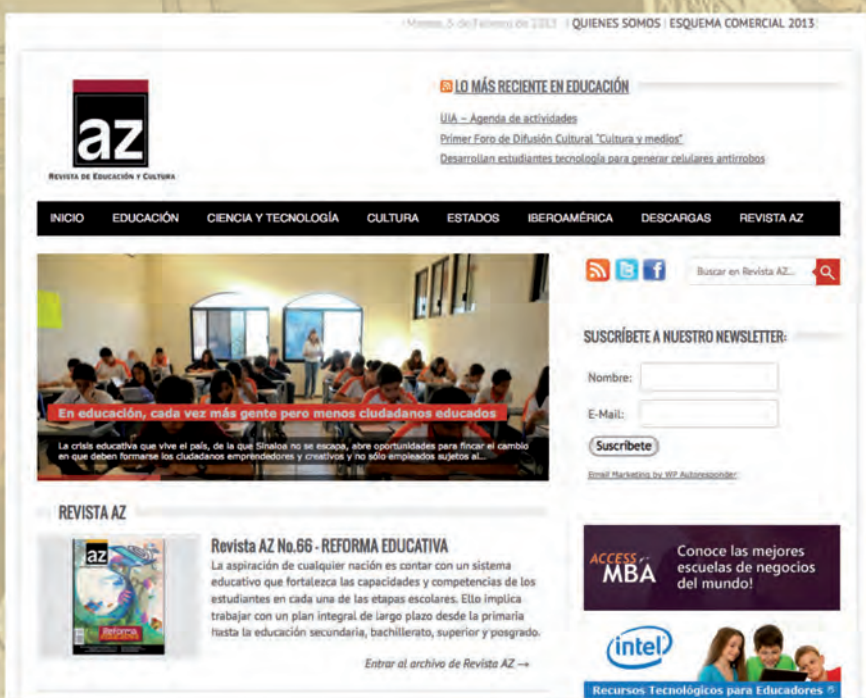 Martes, 5 de Febrero de 2013 | QUIENES SOMOS | ESQUEMA COMERCIAL 2013
az
REVISTA DE EDUCACIÓN Y CULTURA
LO MÁS RECIENTE EN EDUCACIÓN
UIA – Agenda de actividades
Primer Foro de Difusión Cultural "Cultura y medios"
Desarrollan estudiantes tecnología para generar celulares antirrobos
INICIO EDUCACIÓN CIENCIA Y TECNOLOGÍA CULTURA ESTADOS IBEROAMÉRICA DESCARGAS REVISTA AZ
En educación, cada vez más gente pero menos ciudadanos educados
La crisis educativa que vive el país, de la que Sinaloa no se escapa, abre oportunidades para fincar el cambio
en que deben formarse los ciudadanos emprendedores y creativos y no sólo empleados sujetos al...
Buscar en Revista AZ...
SUSCRÍBETE A NUESTRO NEWSLETTER:
Nombre:
E-Mail:
Suscríbete
Email Marketing by WP Autoresponder
REVISTA AZ
az
Reforma
educativa
Revista AZ No.66 - REFORMA EDUCATIVA
La aspiración de cualquier nación es contar con un sistema
educativo que fortalezca las capacidades y competencias de los
estudiantes en cada una de las etapas escolares. Ello implica
trabajar con un plan integral de largo plazo desde la primaria
hasta la educación secundaria, bachillerato, superior y posgrado.
Entrar al archivo de Revista AZ →
ACCESS
MBA
Conoce las mejores
escuelas de negocios
del mundo!
intel
Recursos Tecnológicos para Educadores